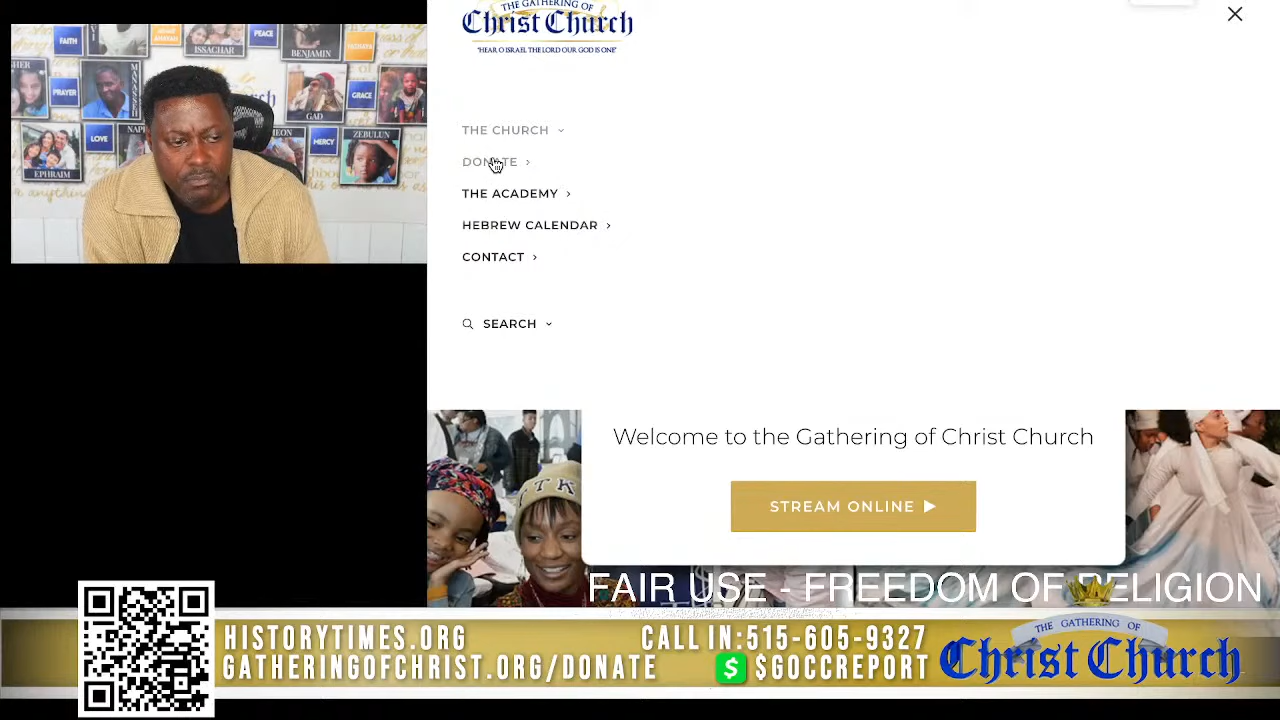 FAITH
ISSACHAR
PEACE
BENJAMIN
PRAYER
MANASSEH
GAD
GRACE
LOVE
MERCY
ZEBULUN
EPHRAIM
THE GATHERING OF
Christ Church
"HEAR O ISRAEL THE LORD OUR GOD IS ONE"
THE CHURCH
DONATE
THE ACADEMY
HEBREW CALENDAR
CONTACT
SEARCH
Welcome to the Gathering of Christ Church
STREAM ONLINE
FAIR USE - FREEDOM OF RELIGION
HISTORYTIMES.ORG
CALL IN:515-605-9327
GATHERINGOFCHRIST.ORG/DONATE
$ $GOCCREPORT
THE GATHERING OF
Christ Church